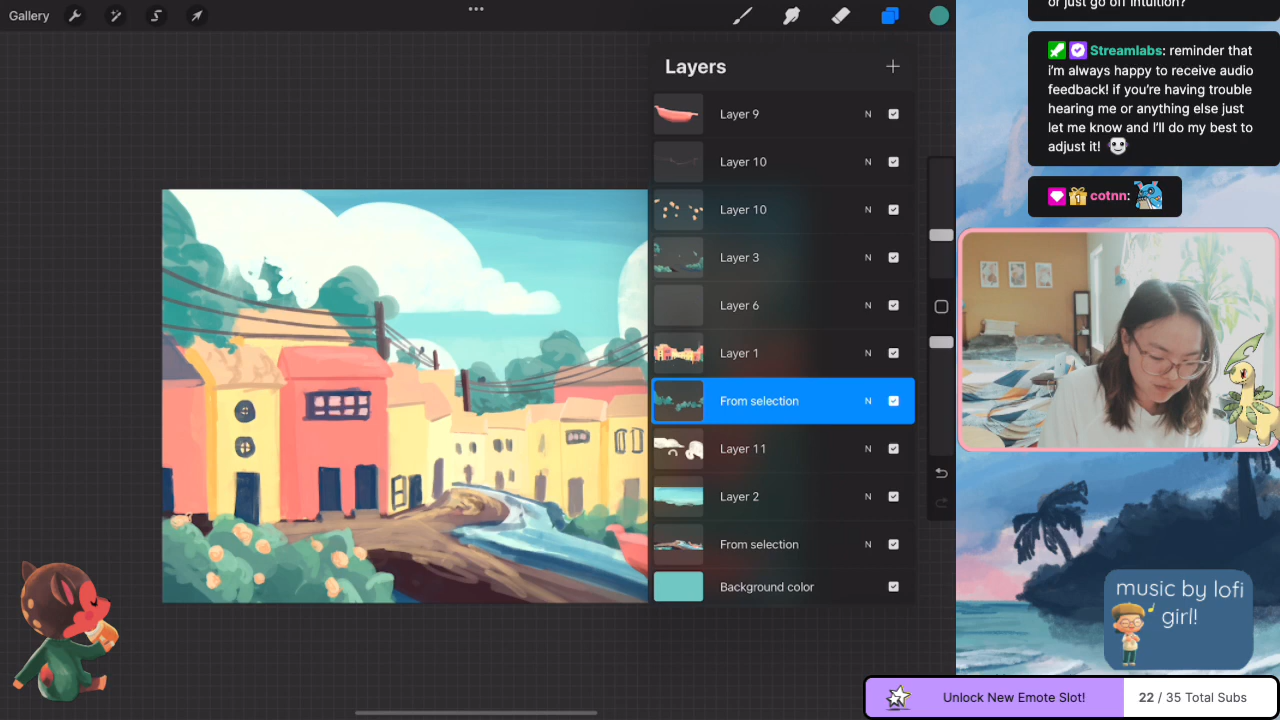 Gallery
Layers
Layer 9 N
Layer 10 N
Layer 10 N
Layer 3 N
Layer 6 N
Layer 1 N
From selection N
Layer 11 N
Layer 2 N
From selection N
Background color
or just go off intuition?
Streamlabs: reminder that
i'm always happy to receive audio
feedback! if you're having trouble
hearing me or anything else just
let me know and I'll do my best to
adjust it!
1 cotnn:
music by lofi
girl!
Unlock New Emote Slot!
22 / 35 Total Subs